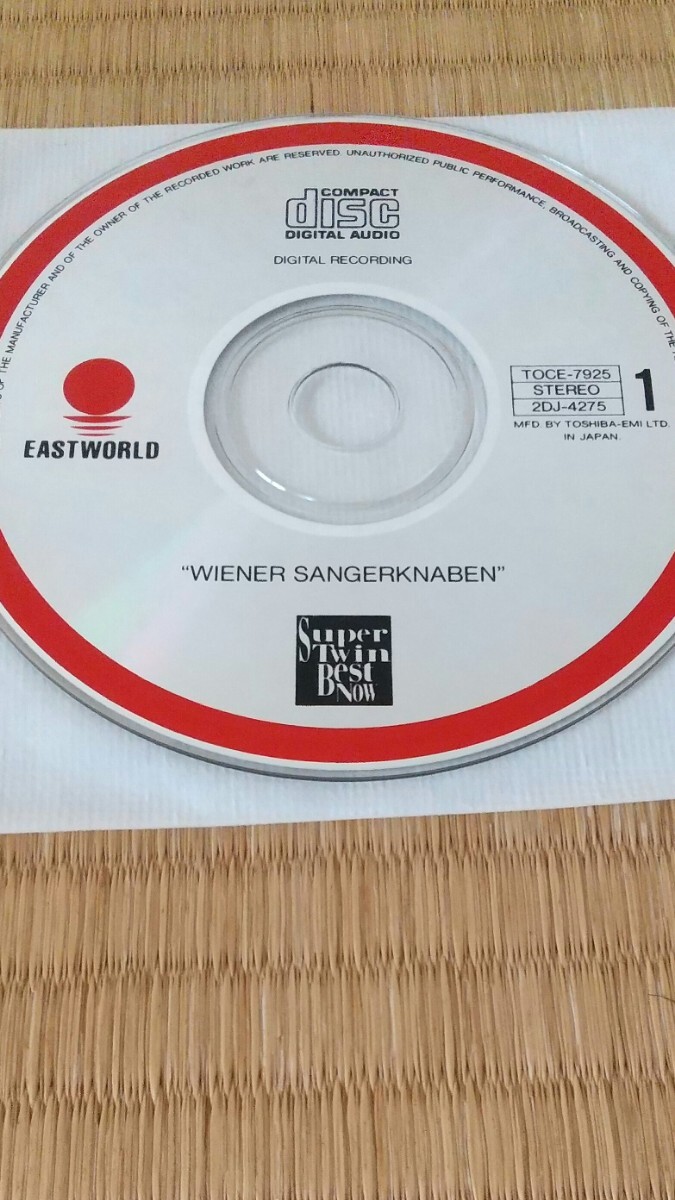 OF THE MANUFACTURER AND OF THE OWNER OF THE RECORDED WORK ARE RESERVED. UNAUTHORIZED PUBLIC PERFORMANCE, BROADCASTING AND COPYING OF THE
COMPACT
disc
DIGITAL AUDIO
DIGITAL RECORDING
TOCE-7925
STEREO
2DJ-4275
1
MFD. BY TOSHIBA-EMI LTD.
IN JAPAN.
EASTWORLD
“WIENER SANGERKNABEN”
Super
Twin
Best
Now